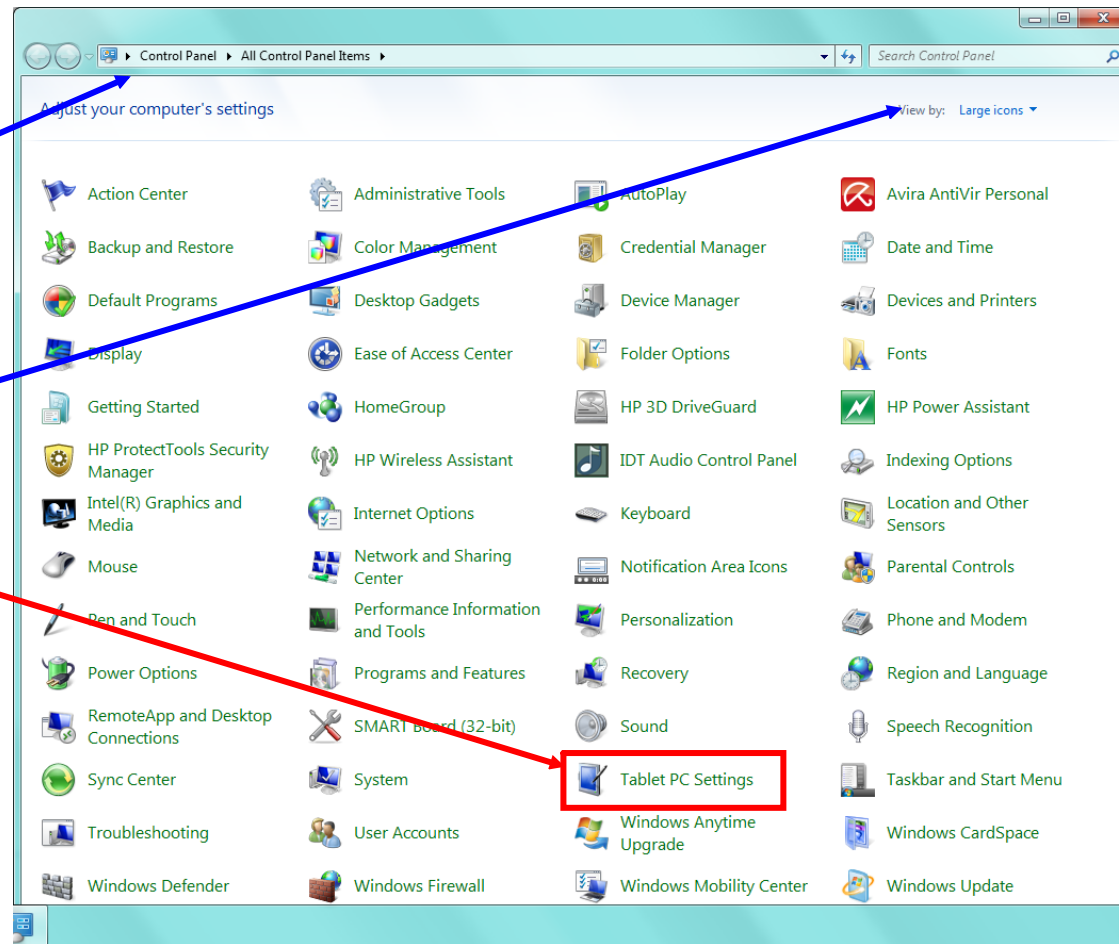 Control Panel All Control Panel Items Search Control Panel
Adjust your computer's settings View by: Large icons
Action Center Administrative Tools AutoPlay Avira AntiVir Personal
Backup and Restore Color Management Credential Manager Date and Time
Default Programs Desktop Gadgets Device Manager Devices and Printers
Display Ease of Access Center Folder Options Fonts
Getting Started HomeGroup HP 3D DriveGuard HP Power Assistant
HP ProtectTools Security
Manager HP Wireless Assistant IDT Audio Control Panel Indexing Options
Intel(R) Graphics and
Media Internet Options Keyboard Location and Other
Sensors
Mouse Network and Sharing
Center Notification Area Icons Parental Controls
Pen and Touch Performance Information
and Tools Personalization Phone and Modem
Power Options Programs and Features Recovery Region and Language
RemoteApp and Desktop
Connections SMART Board (32-bit) Sound Speech Recognition
Sync Center System Tablet PC Settings Taskbar and Start Menu
Troubleshooting User Accounts Windows Anytime
Upgrade Windows CardSpace
Windows Defender Windows Firewall Windows Mobility Center Windows Update